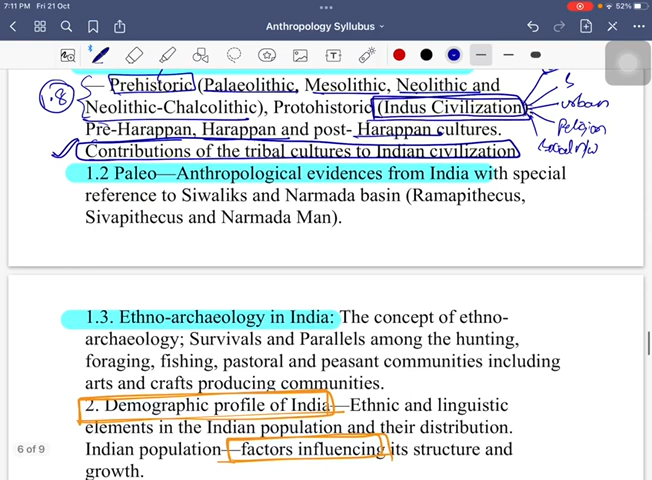 7:11 PM Fri 21 Oct
52%
Anthropology Syllabus
1.8
Prehistoric (Palaeolithic, Mesolithic, Neolithic and
Neolithic-Chalcolithic), Protohistoric (Indus Civilization)
urban
Pre-Harappan, Harappan and post- Harappan cultures.
Religion
Contributions of the tribal cultures to Indian civilization
1.2 Paleo—Anthropological evidences from India with special
reference to Siwaliks and Narmada basin (Ramapithecus,
Sivapithecus and Narmada Man).
1.3. Ethno-archaeology in India: The concept of ethno-
archaeology; Survivals and Parallels among the hunting,
foraging, fishing, pastoral and peasant communities including
arts and crafts producing communities.
2. Demographic profile of India—Ethnic and linguistic
elements in the Indian population and their distribution.
6 of 9
Indian population—factors influencing its structure and
growth.